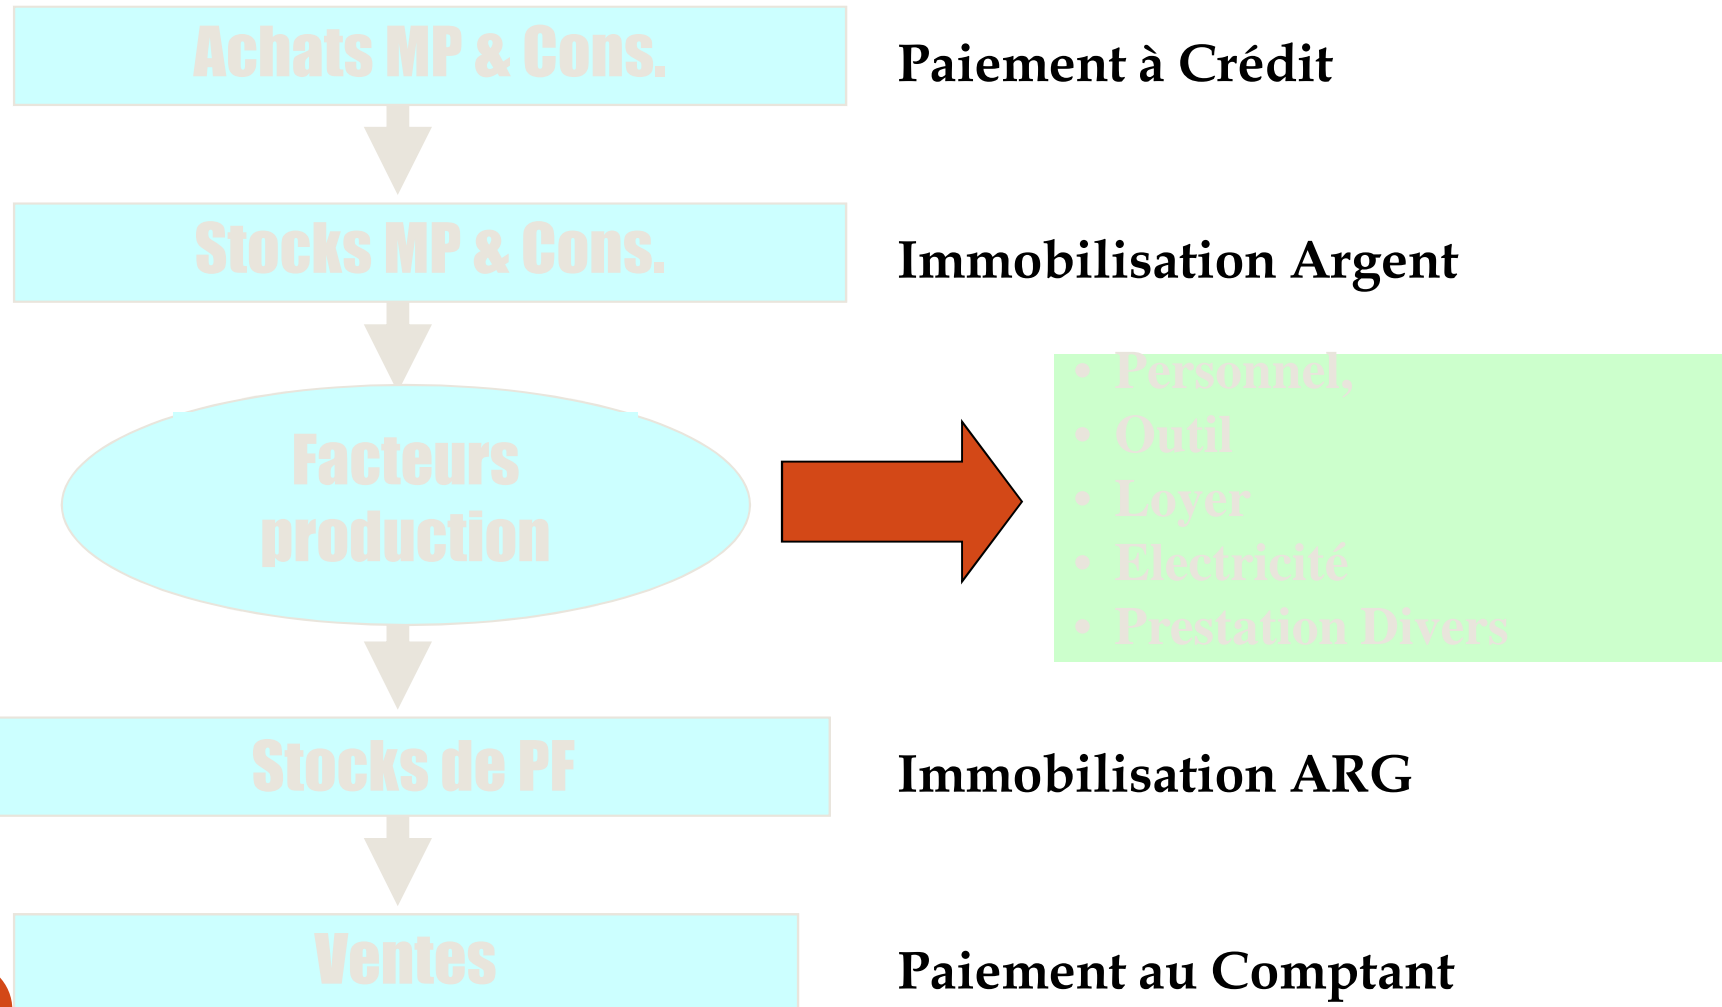 Achats MP & Cons.
Paiement à Crédit
Stocks MP & Cons.
Immobilisation Argent
Facteurs
production
• Personnel,
• Outil
• Loyer
• Electricité
• Prestation Divers
Stocks de PF
Immobilisation ARG
Ventes
Paiement au Comptant